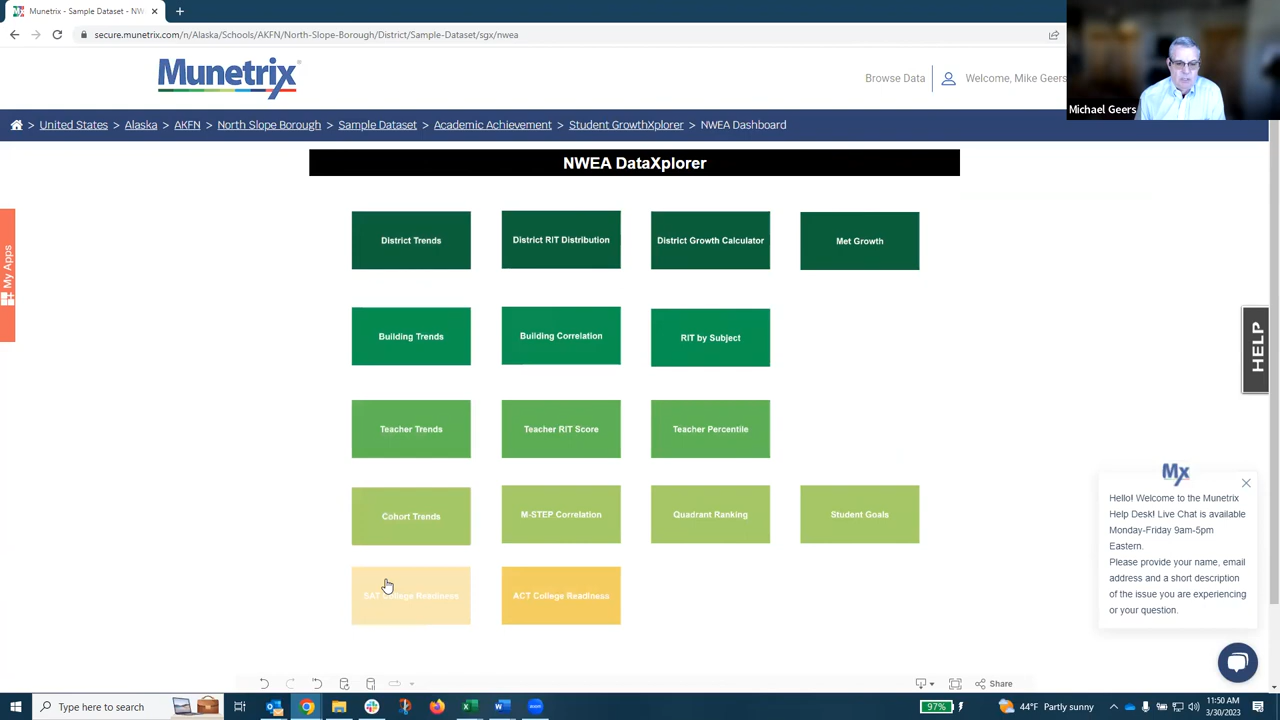 Munetrix - Sample Dataset - NW
secure.munetrix.com/n/Alaska/Schools/AKFN/North-Slope-Borough/District/Sample-Dataset/sgx/nwea
Munetrix
Browse Data
Welcome, Mike Geers
Michael Geers
United States > Alaska > AKFN > North Slope Borough > Sample Dataset > Academic Achievement > Student GrowthXplorer > NWEA Dashboard
NWEA DataXplorer
My Apps
District Trends
District RIT Distribution
District Growth Calculator
Met Growth
Building Trends
Building Correlation
RIT by Subject
HELP
Teacher Trends
Teacher RIT Score
Teacher Percentile
Cohort Trends
M-STEP Correlation
Quadrant Ranking
Student Goals
SAT College Readiness
ACT College Readiness
Mx
Hello! Welcome to the Munetrix
Help Desk! Live Chat is available
Monday-Friday 9am-5pm
Eastern.
Please provide your name, email
address and a short description
of the issue you are experiencing
or your question.
Share
Type here to search
97%
44°F Partly sunny
11:50 AM
3/30/2023